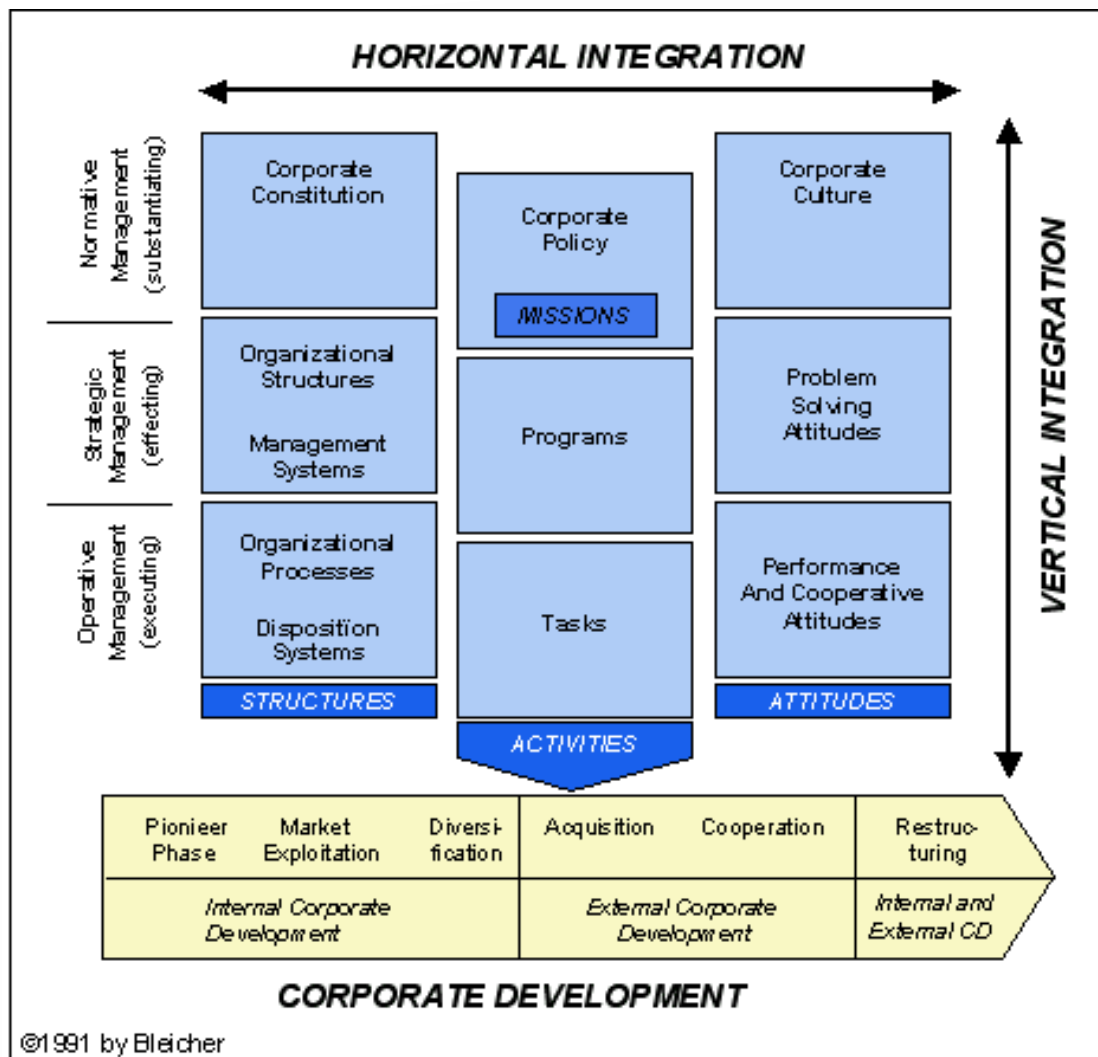 HORIZONTAL INTEGRATION
Normative
Management
(substantiating)
Corporate
Constitution
Corporate
Policy
MISSIONS
Corporate
Culture
Strategic
Management
(effecting)
Organizational
Structures
Management
Systems
Programs
Problem
Solving
Attitudes
Operative
Management
(executing)
Organizational
Processes
Disposition
Systems
Tasks
Performance
And Cooperative
Attitudes
STRUCTURES
ACTIVITIES
ATTITUDES
VERTICAL INTEGRATION
Pionieer
Phase
Market
Exploitation
Diversi-
fication
Acquisition
Cooperation
Restruc-
turing
Internal Corporate
Development
External Corporate
Development
Internal and
External CD
CORPORATE DEVELOPMENT
©1991 by Bleicher